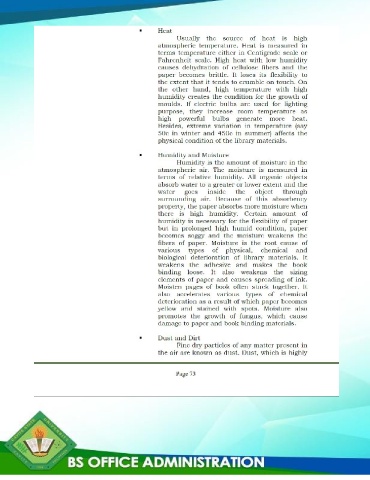 • Heat
Usually the source of heat is high
atmospheric temperature. Heat is measured in
terms temperature either in Centigrade scale or
Fahrenheit scale. High heat with low humidity
causes dehydration of cellulose fibers and the
paper becomes brittle. It loses its flexibility to
the extent that it tends to crumble on touch. On
the other hand, high temperature with high
humidity creates the condition for the growth of
moulds. If electric bulbs are used for lighting
purpose, they increase room temperature as
high powerful bulbs generate more heat.
Besides, extreme variation in temperature (say
50c in winter and 450c in summer) affects the
physical condition of the library materials.
• Humidity and Moisture
Humidity is the amount of moisture in the
atmospheric air. The moisture is measured in
terms of relative humidity. All organic objects
absorb water to a greater or lower extent and the
water goes inside the object through
surrounding air. Because of this absorbency
property, the paper absorbs more moisture when
there is high humidity. Certain amount of
humidity is necessary for the flexibility of paper
but in prolonged high humid condition, paper
becomes soggy and the moisture weakens the
fibers of paper. Moisture is the root cause of
various types of physical, chemical and
biological deterioration of library materials. It
weakens the adhesive and makes the book
binding loose. It also weakens the sizing
elements of paper and causes spreading of ink.
Moisten pages of book often stuck together. It
also accelerates various types of chemical
deterioration as a result of which paper becomes
yellow and stained with spots. Moisture also
promotes the growth of fungus, which cause
damage to paper and book binding materials.
• Dust and Dirt
Fine dry particles of any matter present in
the air are known as dust. Dust, which is highly
Page 73
BS OFFICE ADMINISTRATION